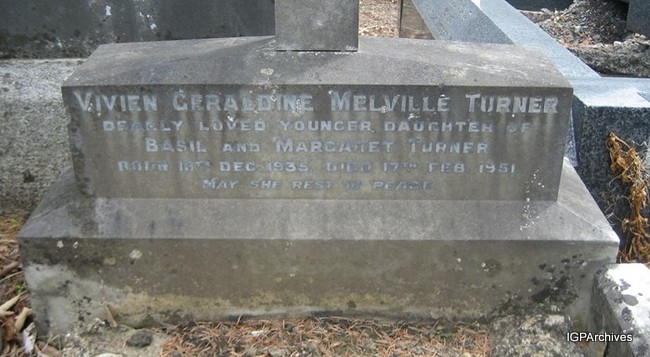 VIVIEN GERALDINE MELVILLE TURNER
DEARLY LOVED YOUNGER DAUGHTER OF
BASIL AND MARGARET TURNER
BORN 18TH DEC. 1935. DIED 17TH FEB. 1951.
MAY SHE REST IN PEACE.
IGPArchives